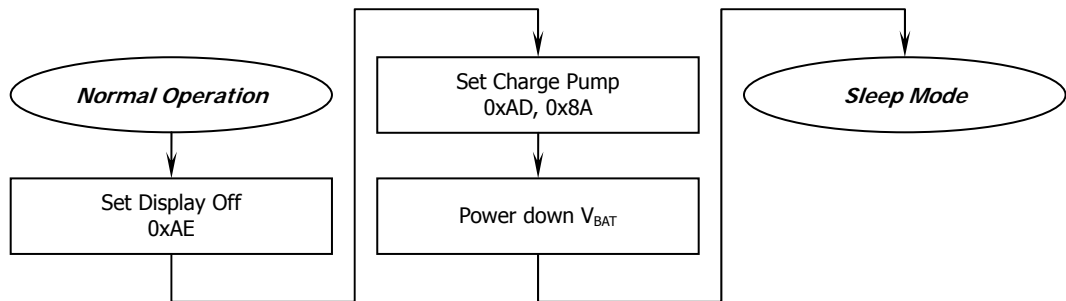 Normal Operation
Set Display Off
0xAE
Set Charge Pump
0xAD, 0x8A
Power down VBAT
Sleep Mode